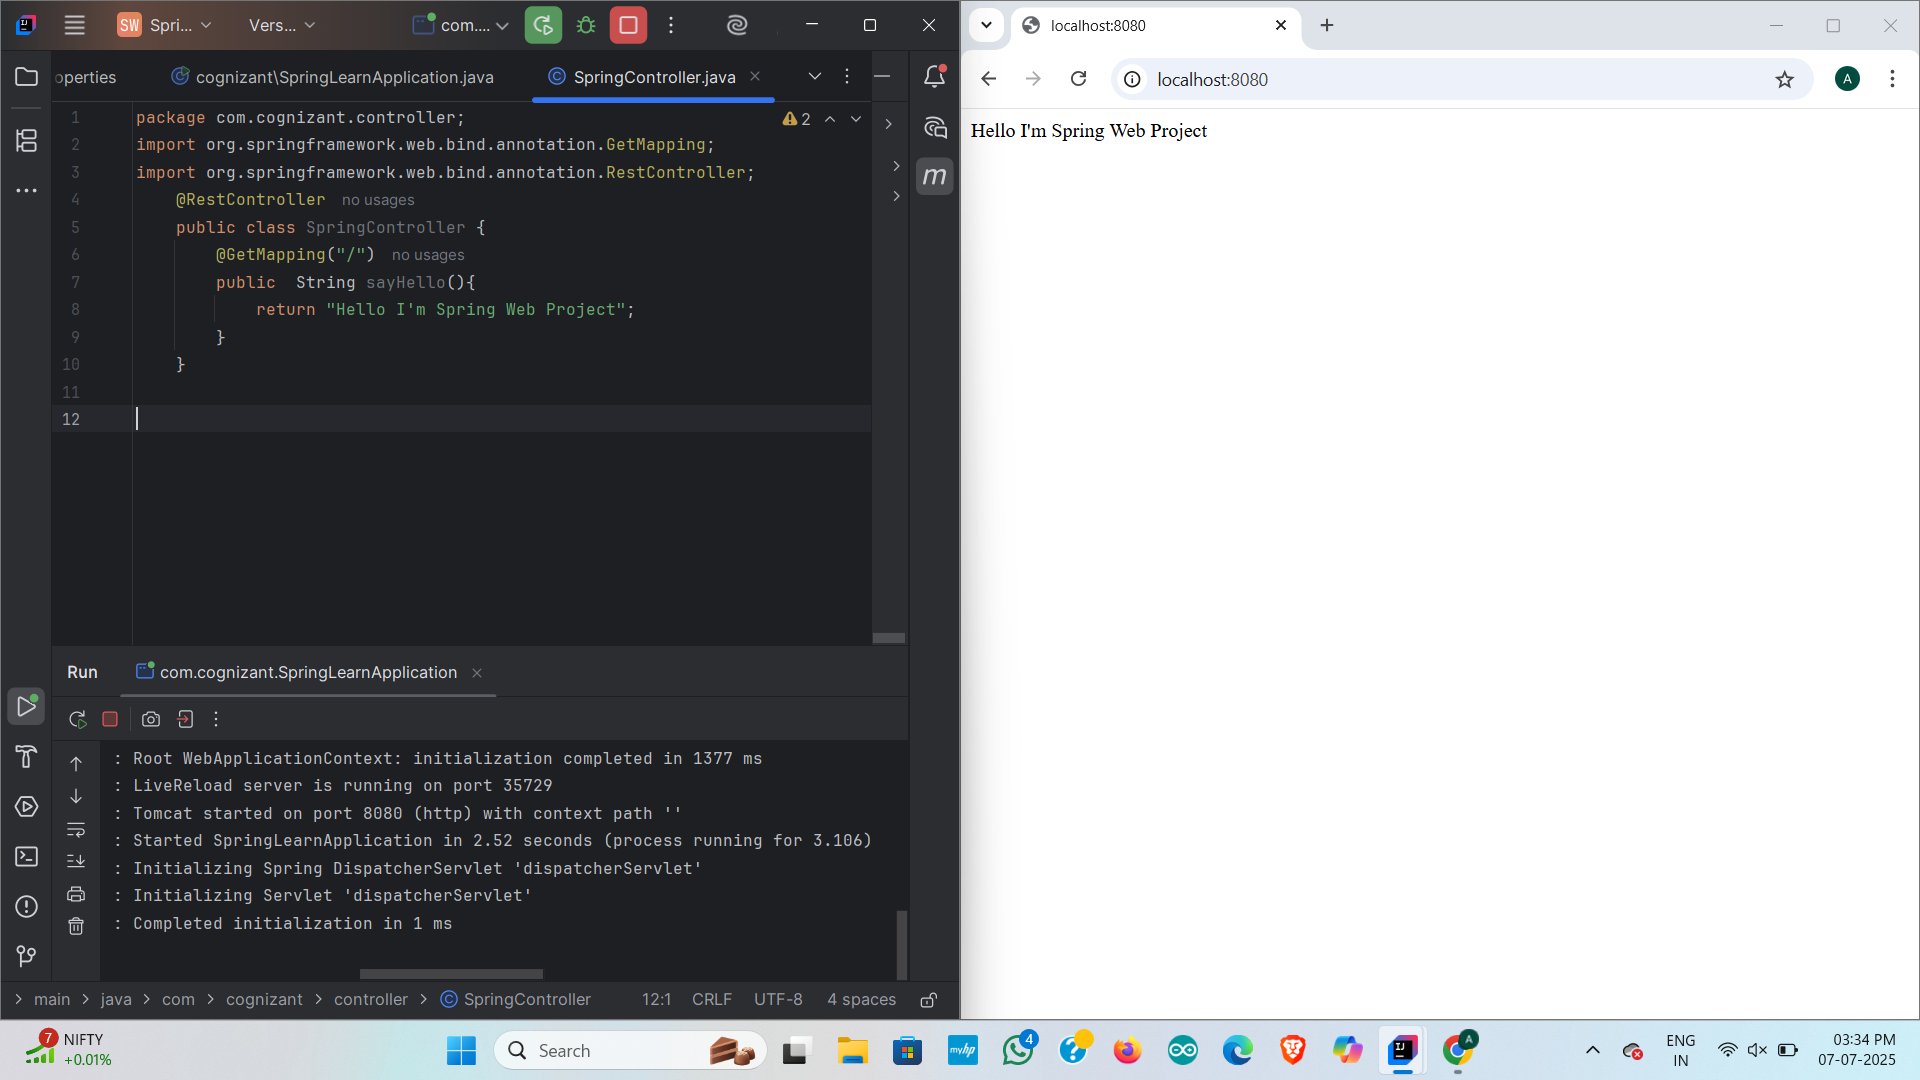 SW Spri... Vers... com....
operties cognizant\SpringLearnApplication.java SpringController.java
1 package com.cognizant.controller; 2
2 import org.springframework.web.bind.annotation.GetMapping;
3 import org.springframework.web.bind.annotation.RestController;
4 @RestController no usages
5 public class SpringController {
6 @GetMapping("/") no usages
7 public  String sayHello(){
8 return "Hello I'm Spring Web Project";
9 }
10 }
11
12
m
Run com.cognizant.SpringLearnApplication
: Root WebApplicationContext: initialization completed in 1377 ms
: LiveReload server is running on port 35729
: Tomcat started on port 8080 (http) with context path ''
: Started SpringLearnApplication in 2.52 seconds (process running for 3.106)
: Initializing Spring DispatcherServlet 'dispatcherServlet'
: Initializing Servlet 'dispatcherServlet'
: Completed initialization in 1 ms
main > java > com > cognizant > controller > SpringController 12:1 CRLF UTF-8 4 spaces
localhost:8080
localhost:8080 A
Hello I'm Spring Web Project
7 NIFTY
+0.01%
Search
myhp
4
A
ENG
IN
03:34 PM
07-07-2025